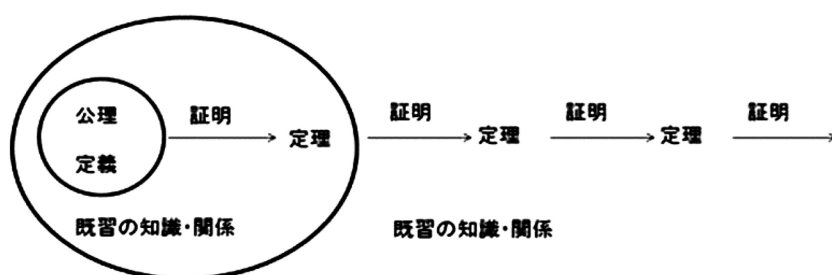 公理
定義
証明
定理
既習の知識・関係
証明
定理
証明
定理
証明
既習の知識・関係